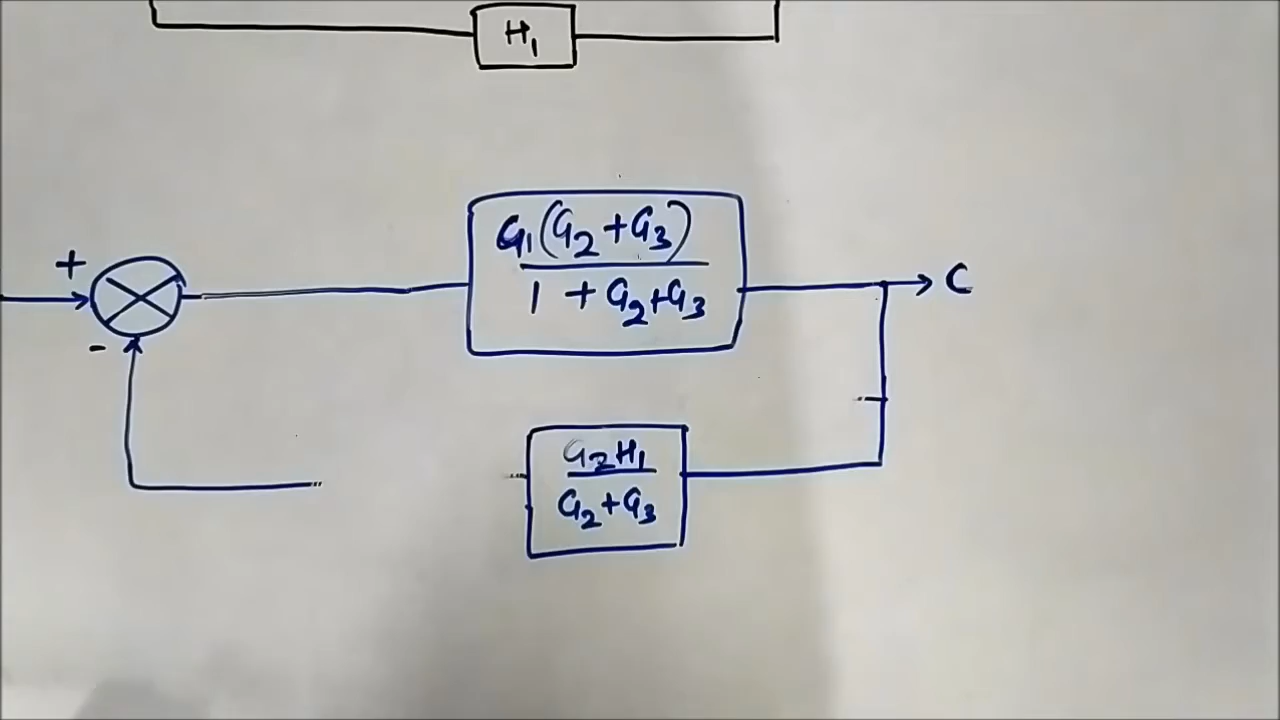 H₁
G₁(G₂+G₃)
1 + G₂+G₃
+
C
-
G₂H₁
G₂+G₃